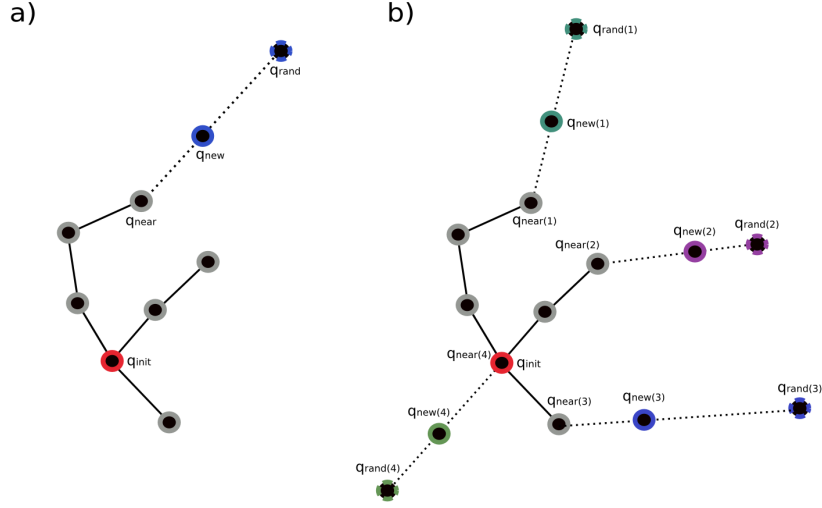 a)
qrand
qnew
qnear
qinit
b)
qrand(1)
qnew(1)
qnear(1)
qnear(2)
qnew(2)
qrand(2)
qnear(4)
qinit
qnear(3)
qnew(3)
qrand(3)
qnew(4)
qrand(4)